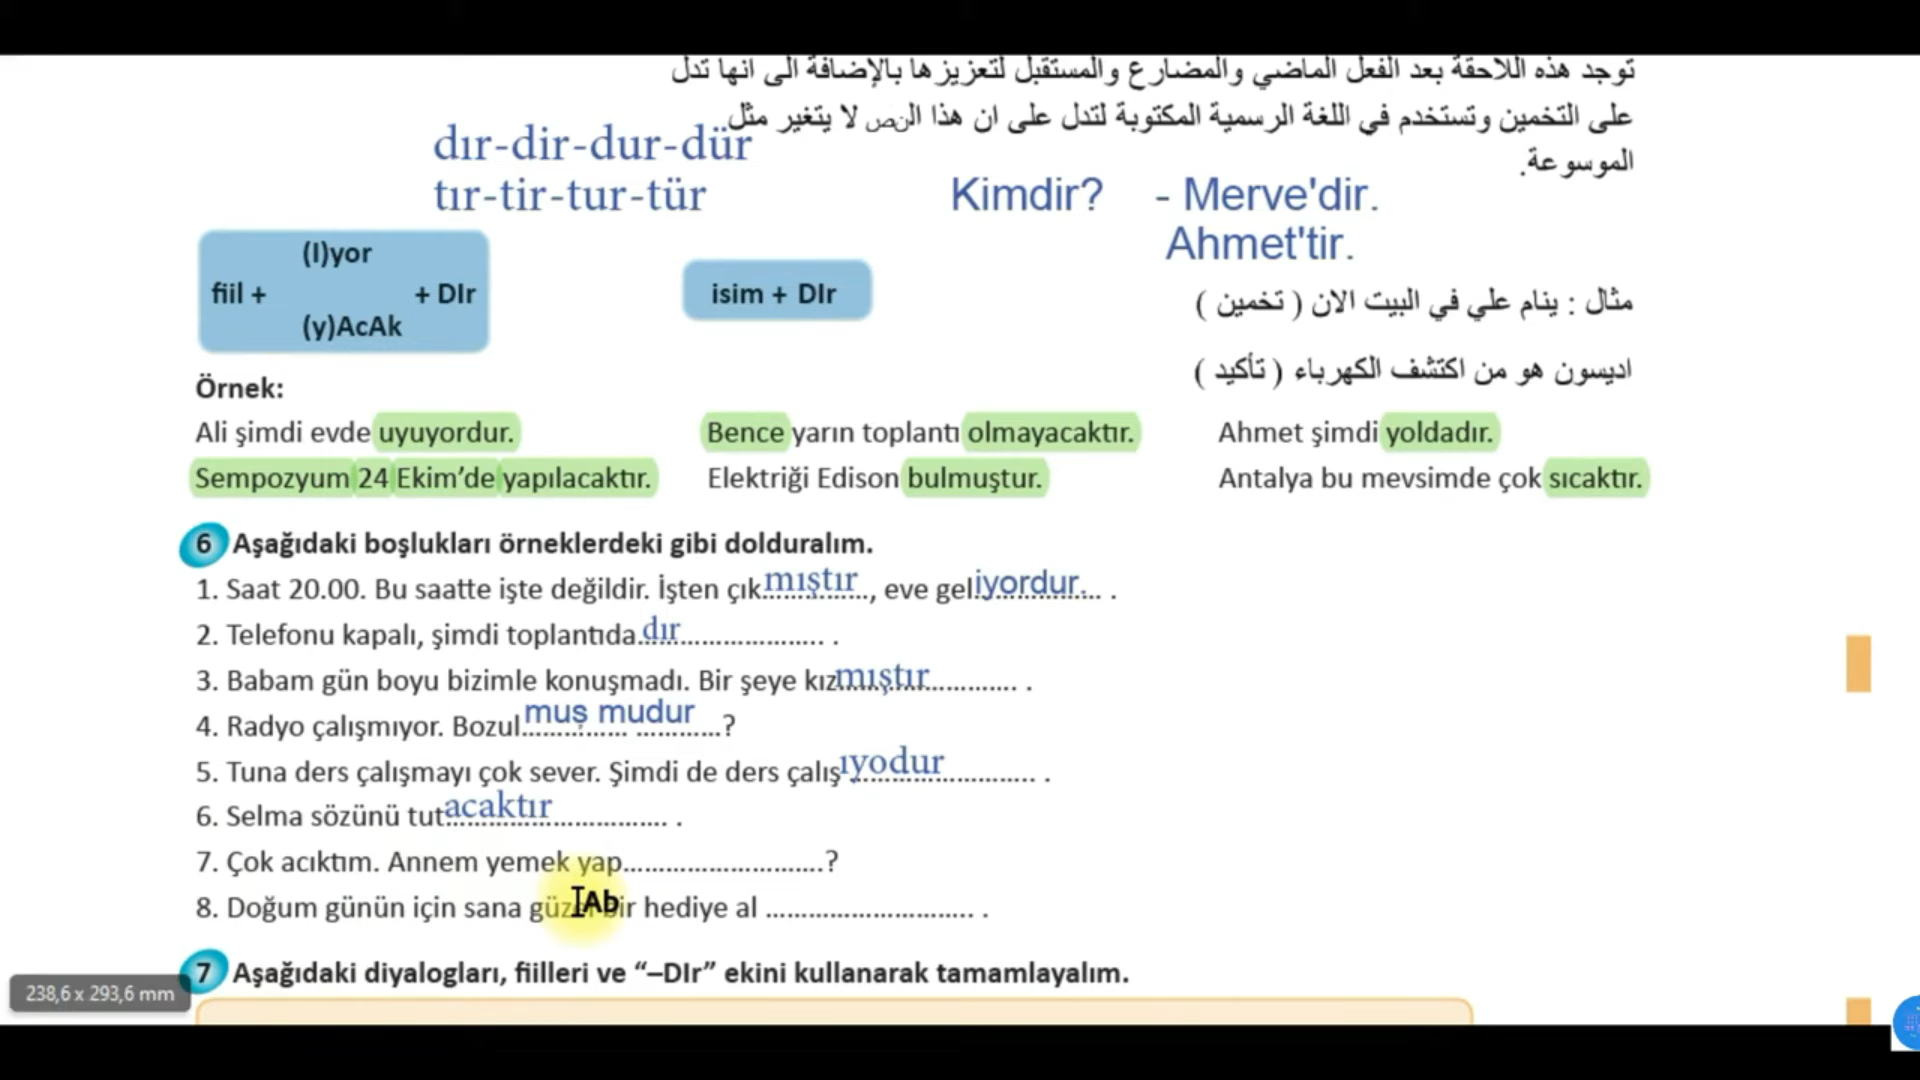 توجد هذه اللاحقة بعد الفعل الماضي والمضارع والمستقبل لتعزيزها بالإضافة الى انها تدل
على التخمين وتستخدم في اللغة الرسمية المكتوبة لتدل على ان هذا النص لا يتغير مثل
الموسوعة.
dır-dir-dur-dür
tır-tir-tur-tür
Kimdir? - Merve'dir.
Ahmet'tir.
(I)yor
fiil + + DIr
(y)AcAk
isim + DIr
مثال : ينام علي في البيت الان ( تخمين )
اديسون هو من اكتشف الكهرباء ( تأكيد )
Örnek:
Ali şimdi evde uyuyordur. Bence yarın toplantı olmayacaktır. Ahmet şimdi yoldadır.
Sempozyum 24 Ekim’de yapılacaktır. Elektriği Edison bulmuştur. Antalya bu mevsimde çok sıcaktır.
6 Aşağıdaki boşlukları örneklerdeki gibi dolduralım.
1. Saat 20.00. Bu saatte işte değildir. İşten çıkmıştır..............., eve geliyordur.................. .
2. Telefonu kapalı, şimdi toplantıdadır......................... .
3. Babam gün boyu bizimle konuşmadı. Bir şeye kızmıştır......................... .
4. Radyo çalışmıyor. Bozulmuş mudur............... ............?
5. Tuna ders çalışmayı çok sever. Şimdi de ders çalışıyodur......................... .
6. Selma sözünü tutacaktır............................. .
7. Çok acıktım. Annem yemek yap..........................?
8. Doğum günün için sana bir hediye al ........................... .
Ab
7 Aşağıdaki diyalogları, fiilleri ve “–DIr” ekini kullanarak tamamlayalım.
238,6 x 293,6 mm